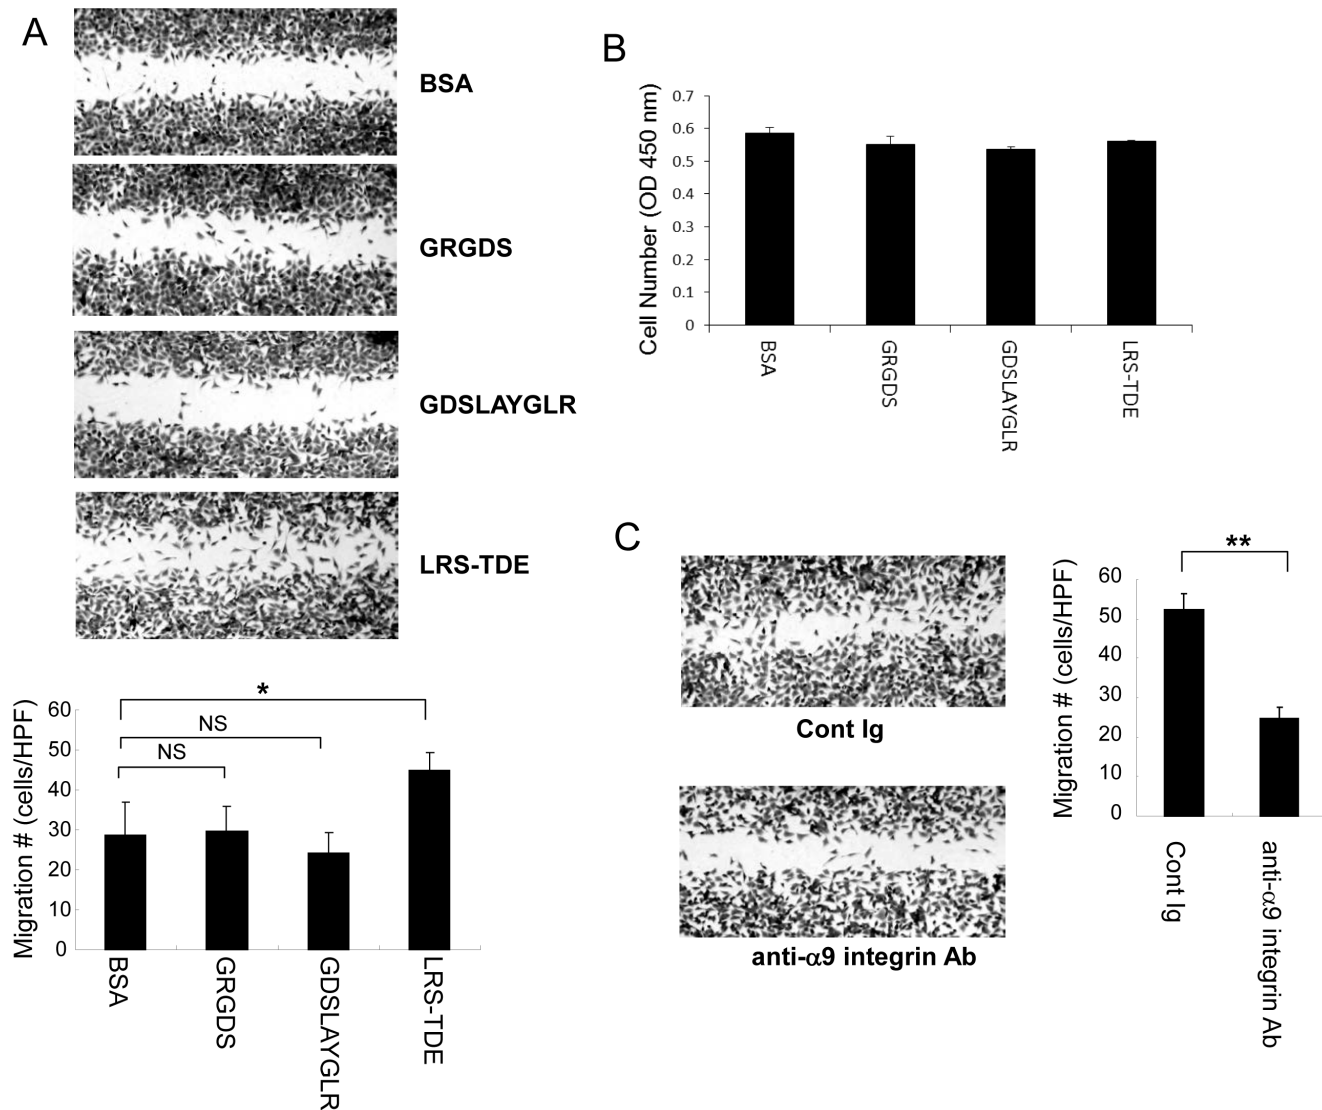 A
BSA
GRGDS
GDSLAYGLR
LRS-TDE
*
NS
NS
Migration # (cells/HPF)
60
50
40
30
20
10
0
BSA
GRGDS
GDSLAYGLR
LRS-TDE
B
Cell Number (OD 450 nm)
0.7
0.6
0.5
0.4
0.3
0.2
0.1
0
BSA
GRGDS
GDSLAYGLR
LRS-TDE
C
Cont Ig
anti-α9 integrin Ab
**
Migration # (cells/HPF)
60
50
40
30
20
10
0
Cont Ig
anti-α9 integrin Ab